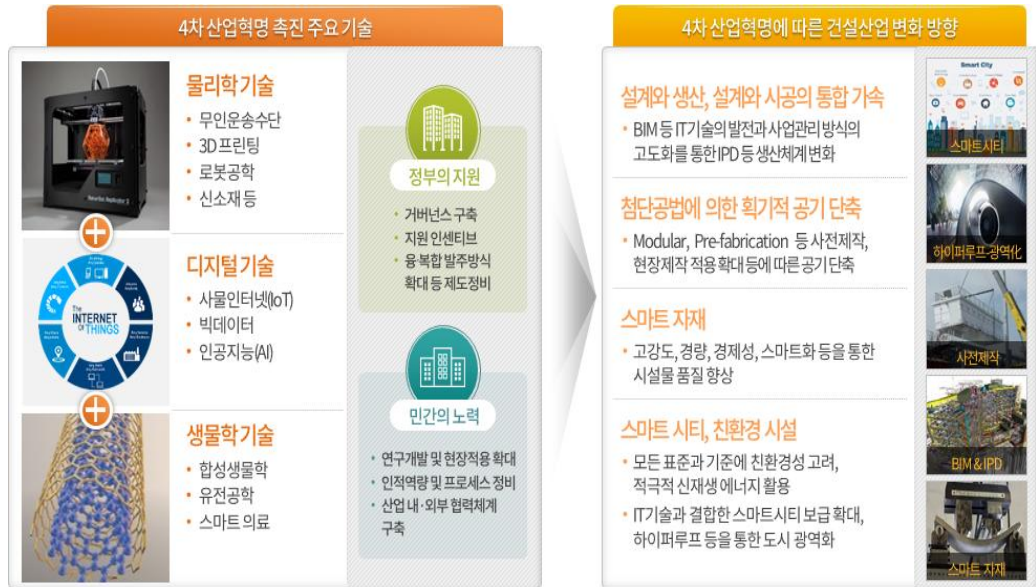 4차 산업혁명 촉진 주요 기술
물리학 기술
• 무인운송수단
• 3D 프린팅
• 로봇공학
• 신소재 등
디지털 기술
The
INTERNET
OF THINGS
• 사물인터넷(IoT)
• 빅데이터
• 인공지능(AI)
생물학 기술
• 합성생물학
• 유전공학
• 스마트 의료
정부의 지원
• 거버넌스 구축
• 지원 인센티브
• 융·복합 발주방식
확대 등 제도정비
민간의 노력
• 연구개발 및 현장적용 확대
• 인적역량 및 프로세스 정비
• 산업 내·외부 협력체계
구축
4차 산업혁명에 따른 건설산업 변화 방향
설계와 생산, 설계와 시공의 통합 가속
• BIM 등 IT기술의 발전과 사업관리 방식의
고도화를 통한 IPD 등 생산체계 변화
첨단공법에 의한 획기적 공기 단축
• Modular, Pre-fabrication 등 사전제작,
현장제작 적용 확대 등에 따른 공기 단축
스마트 자재
• 고강도, 경량, 경제성, 스마트화 등을 통한
시설물 품질 향상
스마트 시티, 친환경 시설
• 모든 표준과 기준에 친환경성 고려,
적극적 신재생 에너지 활용
• IT기술과 결합한 스마트시티 보급 확대,
하이퍼루프 등을 통한 도시 광역화
Smart City
스마트시티
하이퍼루프-광역화
사전제작
BIM & IPD
스마트 자재